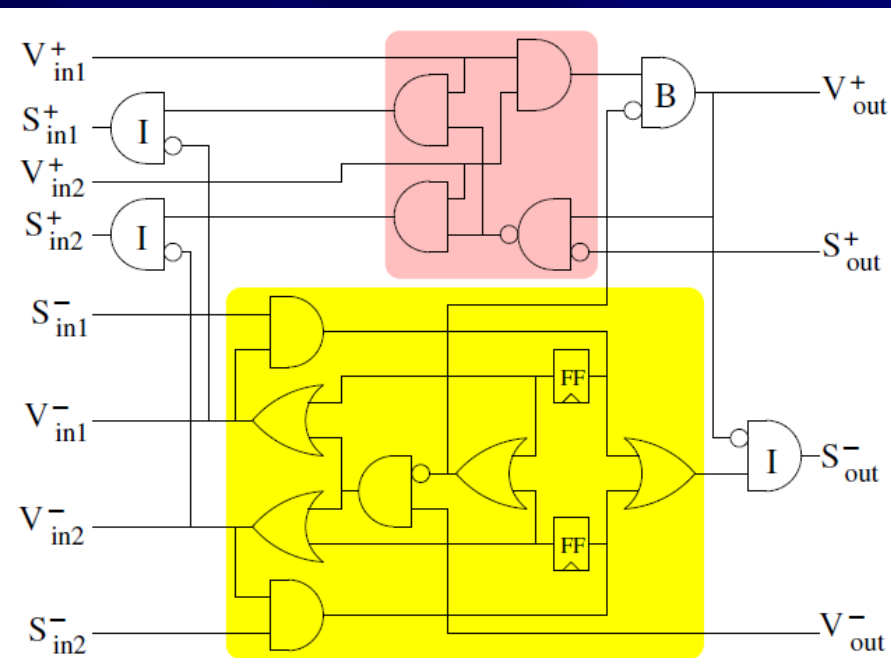 V+in1
S+in1
I
V+in2
S+in2
I
B
V+out
S+out
S−in1
V−in1
V−in2
S−in2
FF
FF
I
S−out
V−out